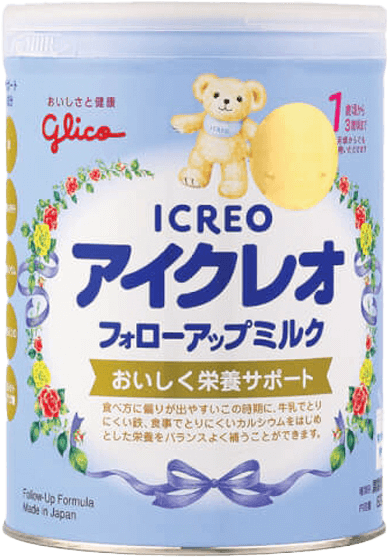 おいしさと健康
glico
ICREO
1歳頃から
3歳頃まで
ICREO
アイクレオ
フォローアップミルク
おいしく栄養サポート
食べ方に偏りが出やすいこの時期に、牛乳でとり
にくい鉄、食事でとりにくいカルシウムをはじめ
とした栄養をバランスよく補うことができます。
Follow-Up Formula
Made in Japan